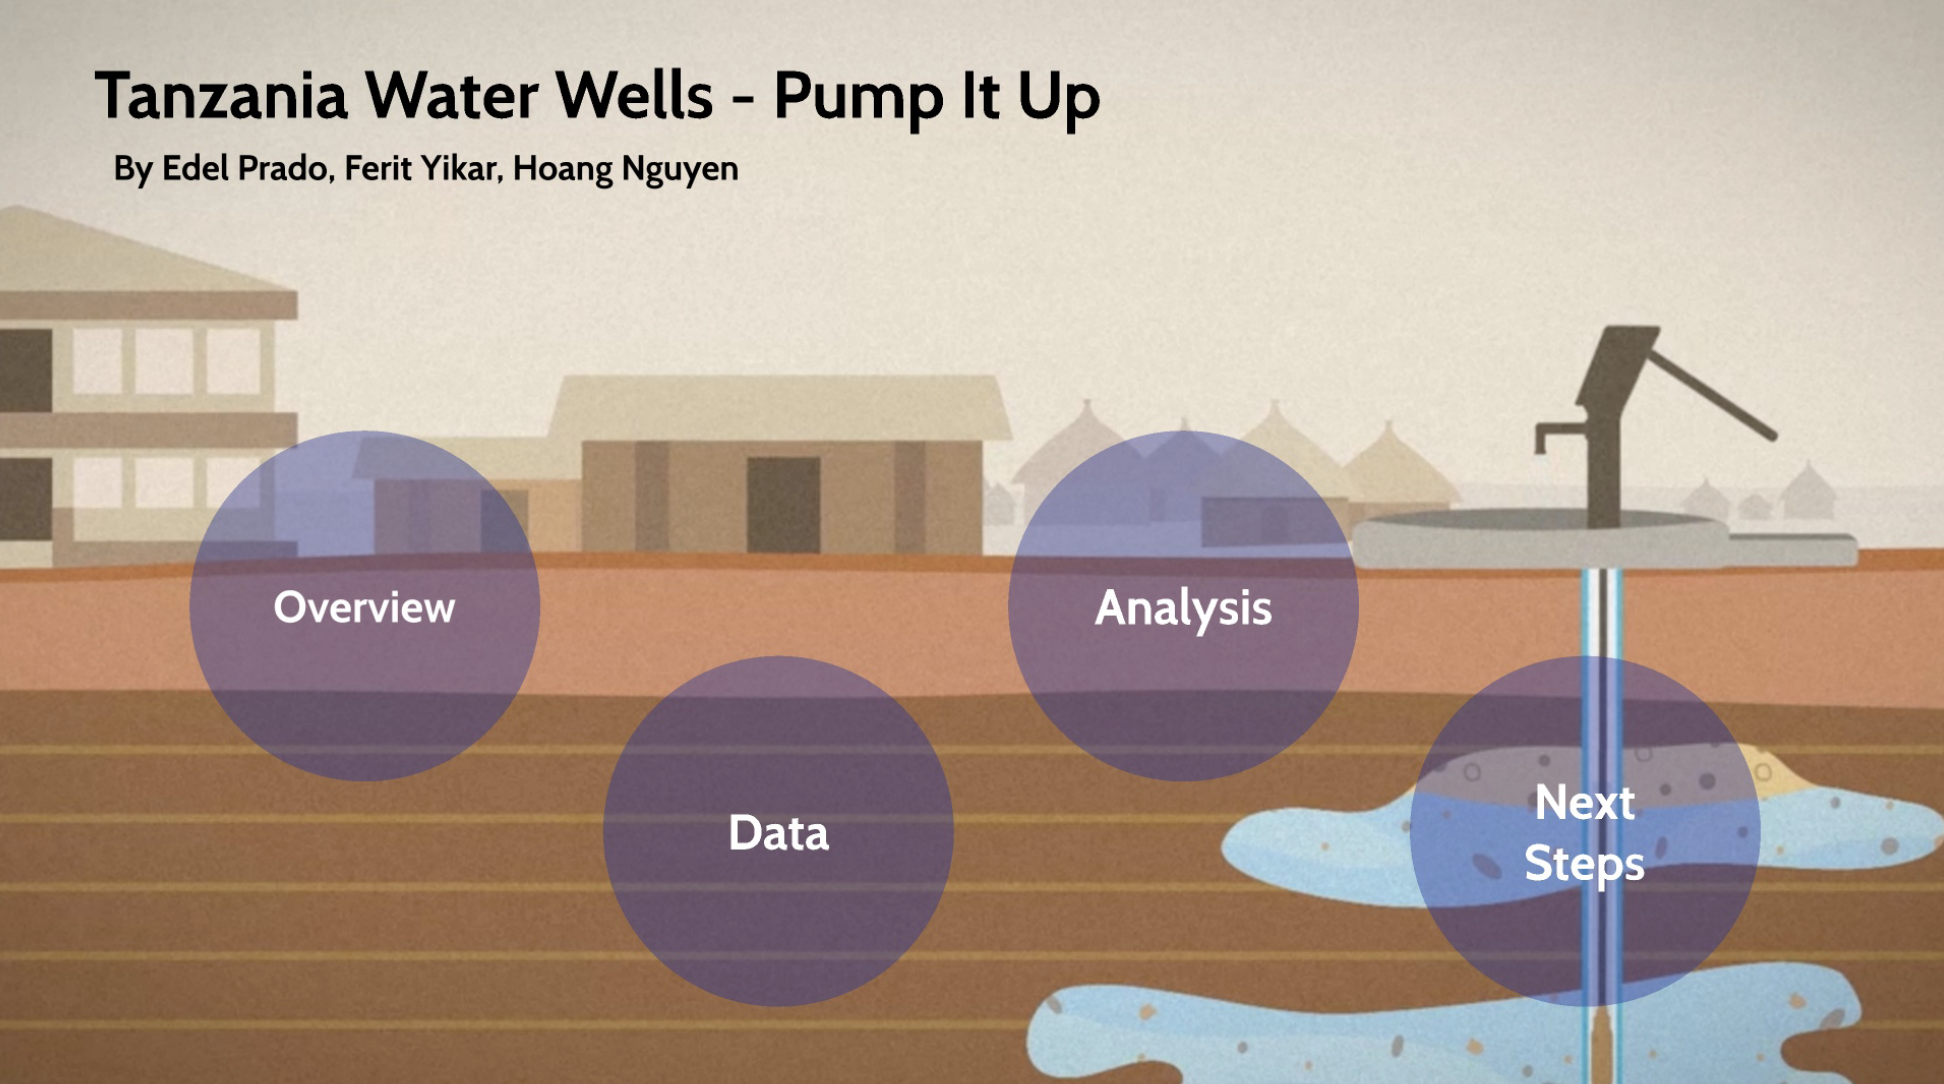 Tanzania Water Wells - Pump It Up
By Edel Prado, Ferit Yikar, Hoang Nguyen
Overview
Analysis
Data
Next
Steps